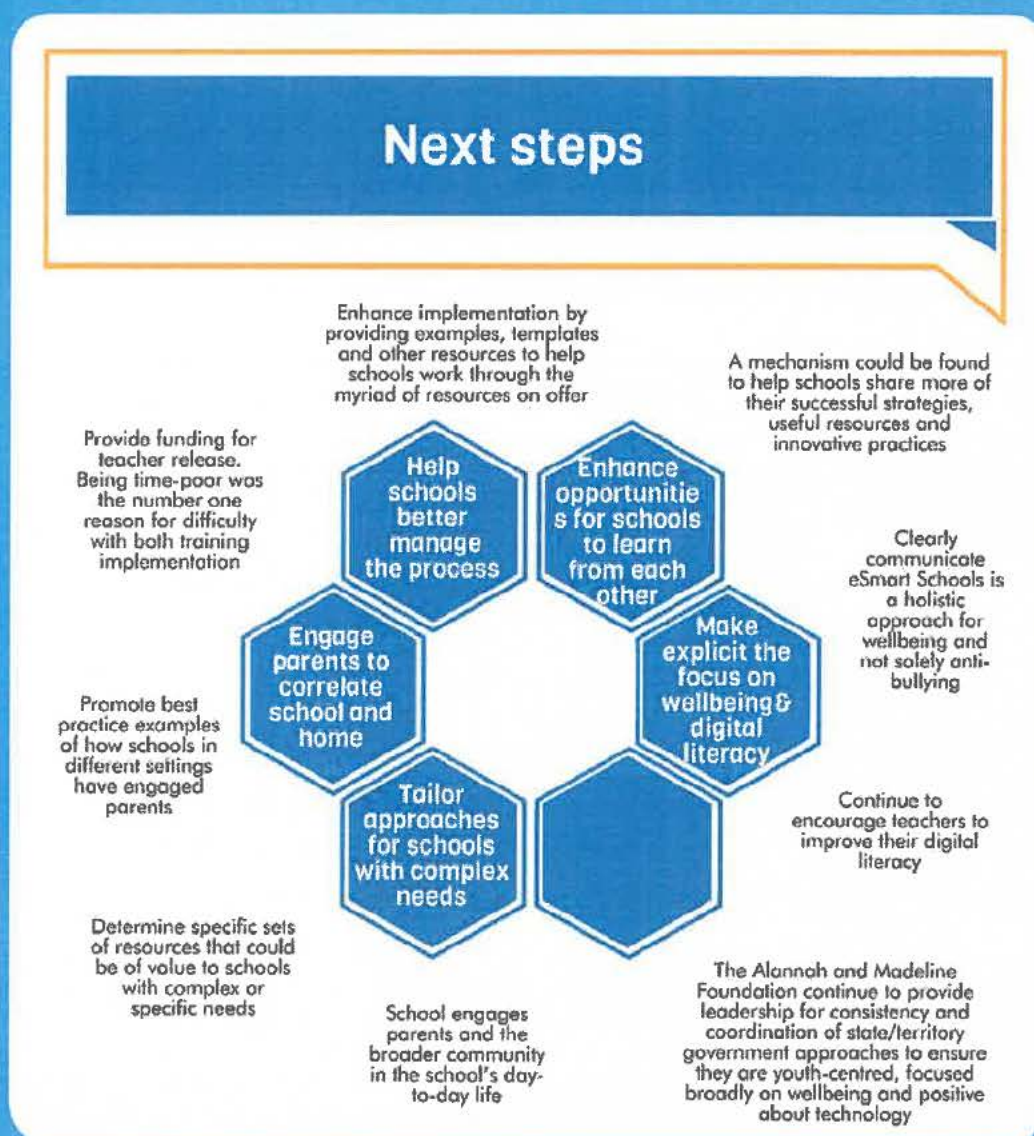 Next steps
Enhance implementation by
providing examples, templates
and other resources to help
schools work through the
myriad of resources on offer
A mechanism could be found
to help schools share more of
their successful strategies,
useful resources and
innovative practices
Provide funding for
teacher release.
Being time-poor was
the number one
reason for difficulty
with both training
implementation
Help
schools
better
manage
the process
Enhance
opportunitie
s for schools
to learn
from each
other
Clearly
communicate
eSmart Schools is
a holistic
approach for
wellbeing and
not solely anti-
bullying
Engage
parents to
correlate
school and
home
Make
explicit the
focus on
wellbeing&
digital
literacy
Promote best
practice examples
of how schools in
different settings
have engaged
parents
Tailor
approaches
for schools
with complex
needs
Continue to
encourage teachers to
improve their digital
literacy
Determine specific sets
of resources that could
be of value to schools
with complex or
specific needs
School engages
parents and the
broader community
in the school's day-
to-day life
The Alannah and Madeline
Foundation continue to provide
leadership for consistency and
coordination of state/territory
government approaches to ensure
they are youth-centred, focused
broadly on wellbeing and positive
about technology